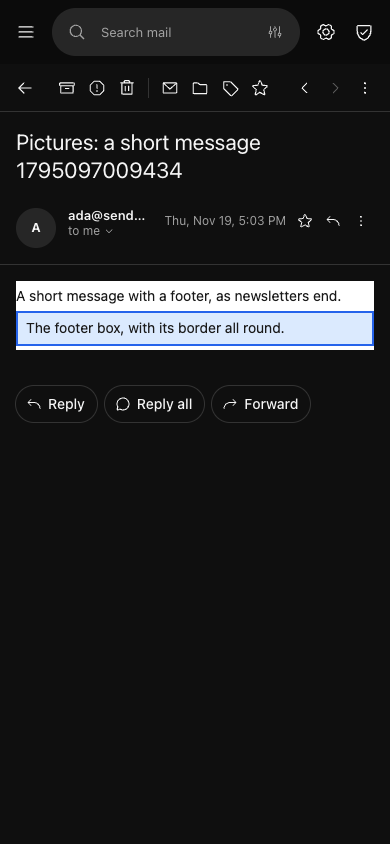 Search mail
Pictures: a short message
1795097009434
A
ada@send...
Thu, Nov 19, 5:03 PM
to me
A short message with a footer, as newsletters end.
The footer box, with its border all round.
Reply
Reply all
Forward